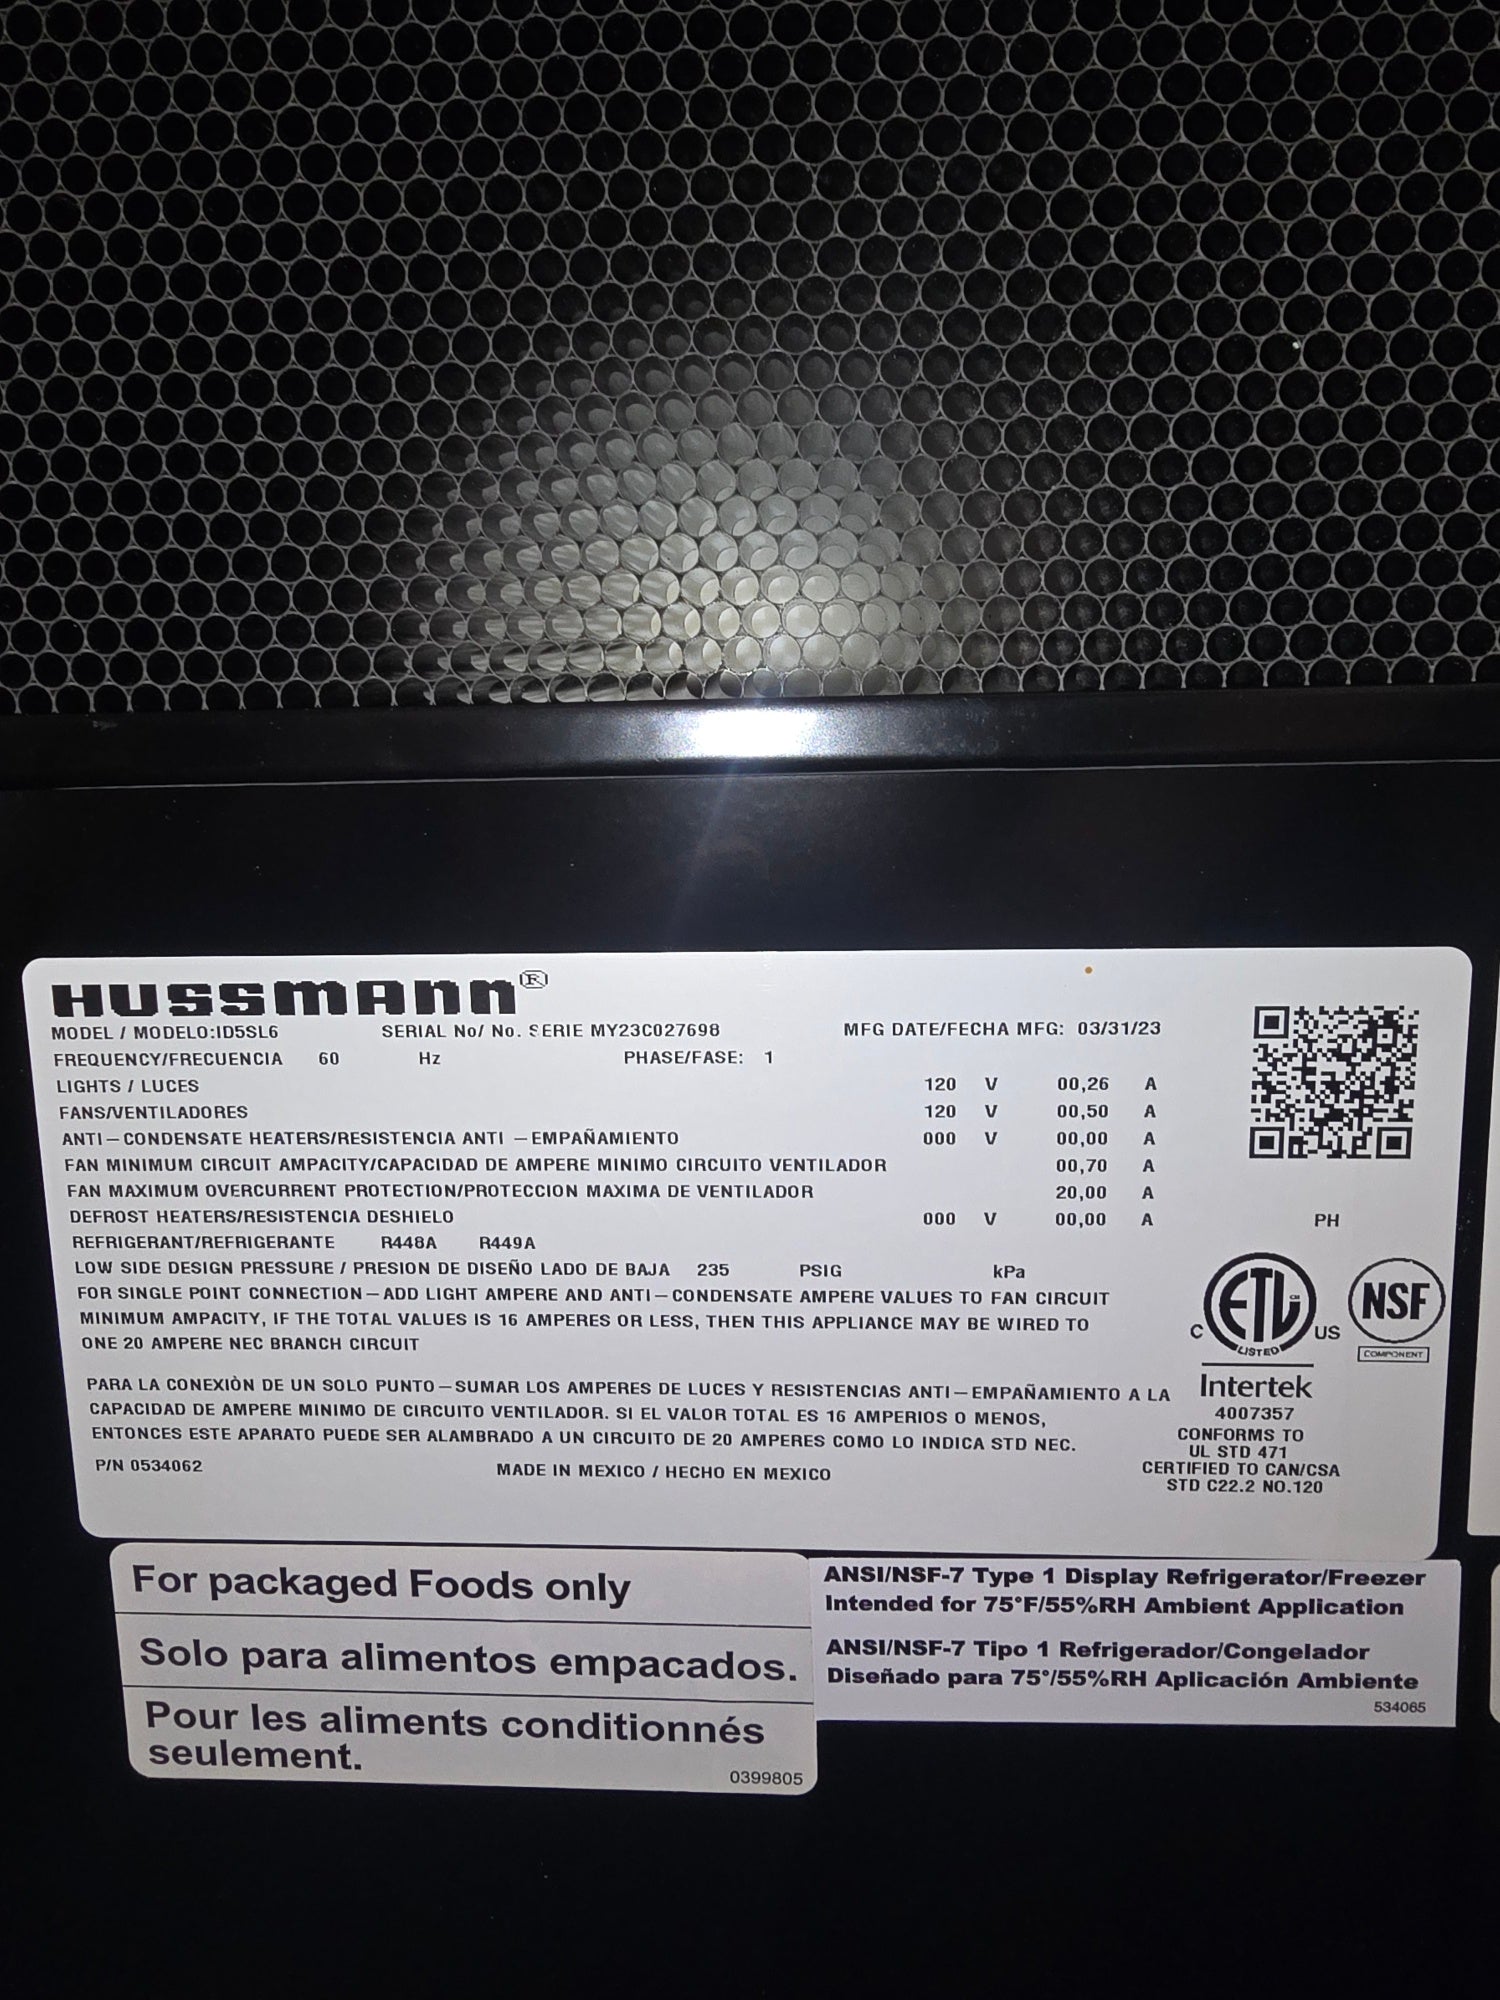 HUSSMANN®
MODEL / MODELO:ID5SL6 SERIAL No/ No. SERIE MY23C027698 MFG DATE/FECHA MFG: 03/31/23
FREQUENCY/FRECUENCIA 60 Hz PHASE/FASE: 1
LIGHTS / LUCES 120 V 00,26 A
FANS/VENTILADORES 120 V 00,50 A
ANTI-CONDENSATE HEATERS/RESISTENCIA ANTI -EMPAÑAMIENTO 000 V 00,00 A
FAN MINIMUM CIRCUIT AMPACITY/CAPACIDAD DE AMPERE MINIMO CIRCUITO VENTILADOR 00,70 A
FAN MAXIMUM OVERCURRENT PROTECTION/PROTECCION MAXIMA DE VENTILADOR 20,00 A
DEFROST HEATERS/RESISTENCIA DESHIELO 000 V 00,00 A PH
REFRIGERANT/REFRIGERANTE R448A R449A
LOW SIDE DESIGN PRESSURE / PRESION DE DISEÑO LADO DE BAJA 235 PSIG kPa
FOR SINGLE POINT CONNECTION-ADD LIGHT AMPERE AND ANTI-CONDENSATE AMPERE VALUES TO FAN CIRCUIT
MINIMUM AMPACITY, IF THE TOTAL VALUES IS 16 AMPERES OR LESS, THEN THIS APPLIANCE MAY BE WIRED TO
ONE 20 AMPERE NEC BRANCH CIRCUIT
PARA LA CONEXIÒN DE UN SOLO PUNTO-SUMAR LOS AMPERES DE LUCES Y RESISTENCIAS ANTI-EMPAÑAMIENTO A LA
CAPACIDAD DE AMPERE MINIMO DE CIRCUITO VENTILADOR. SI EL VALOR TOTAL ES 16 AMPERIOS O MENOS,
ENTONCES ESTE APARATO PUEDE SER ALAMBRADO A UN CIRCUITO DE 20 AMPERES COMO LO INDICA STD NEC.
P/N 0534062 MADE IN MEXICO / HECHO EN MEXICO
C ETL CM US
LISTED
NSF
COMPONENT
Intertek
4007357
CONFORMS TO
UL STD 471
CERTIFIED TO CAN/CSA
STD C22.2 NO.120
For packaged Foods only
Solo para alimentos empacados.
Pour les aliments conditionnés
seulement.
0399805
ANSI/NSF-7 Type 1 Display Refrigerator/Freezer
Intended for 75°F/55%RH Ambient Application
ANSI/NSF-7 Tipo 1 Refrigerador/Congelador
Diseñado para 75°/55%RH Aplicación Ambiente
534065